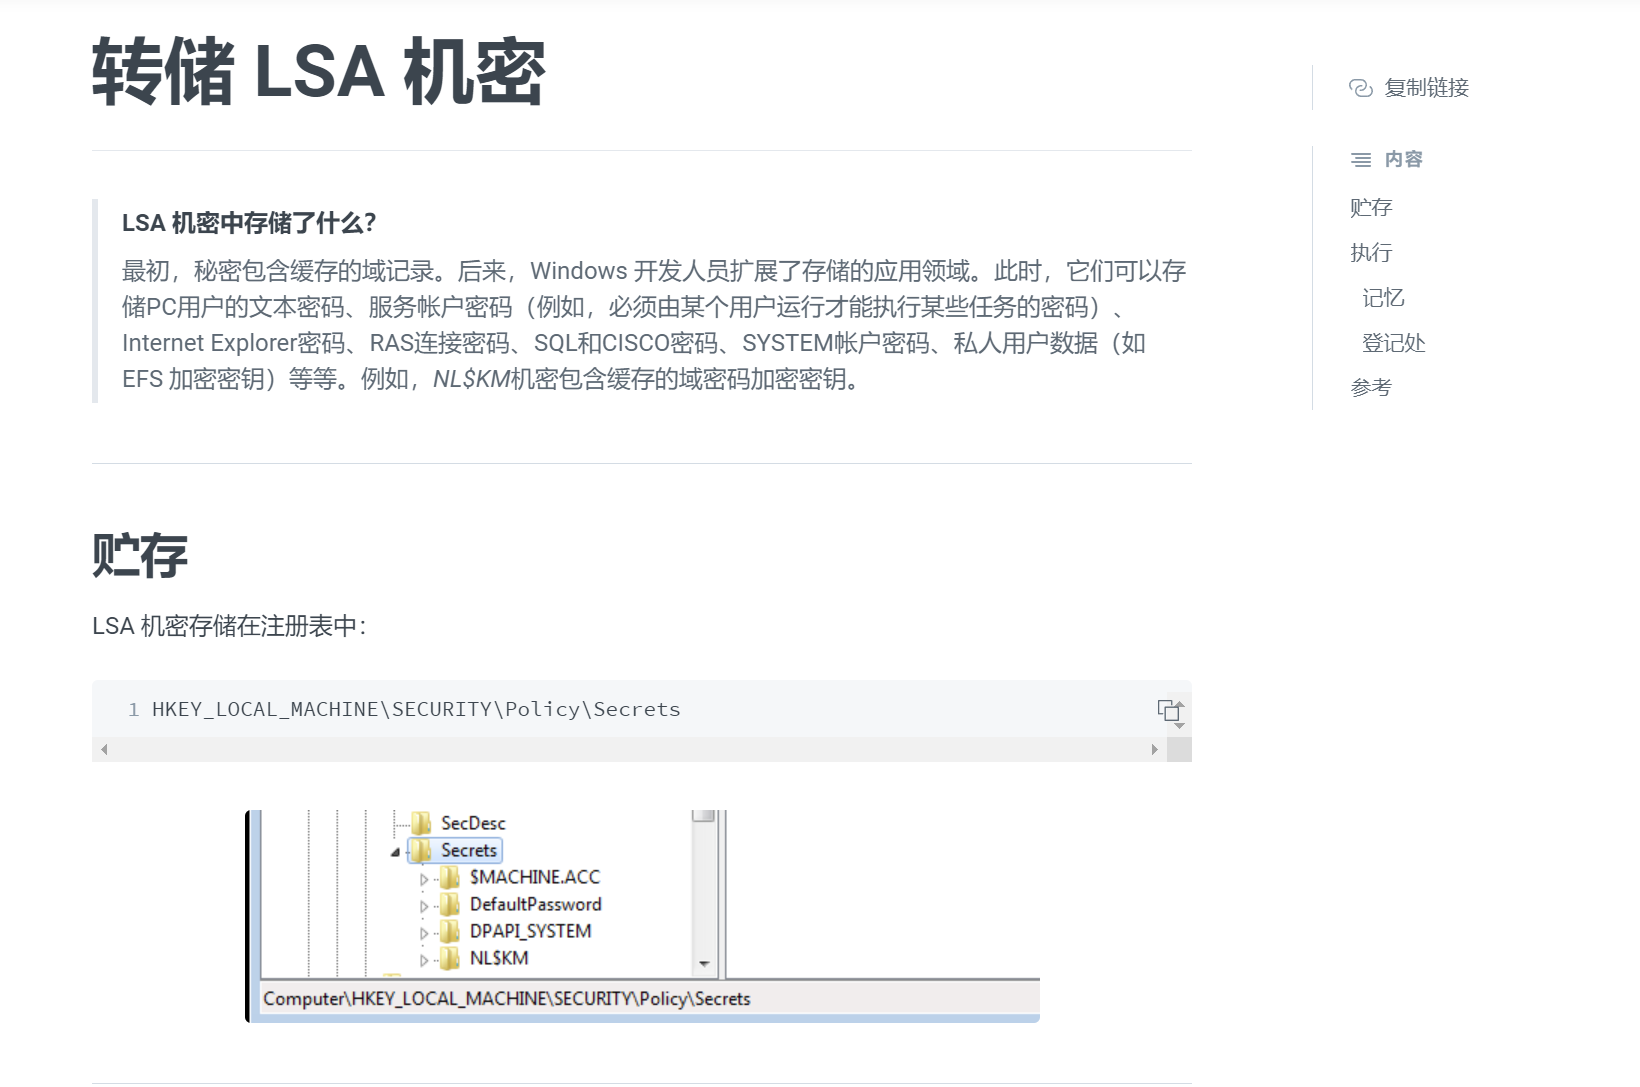 转储 LSA 机密
复制链接
内容
贮存
执行
记忆
登记处
参考
LSA 机密中存储了什么？
最初，秘密包含缓存的域记录。后来，Windows 开发人员扩展了存储的应用领域。此时，它们可以存
储PC用户的文本密码、服务帐户密码（例如，必须由某个用户运行才能执行某些任务的密码）、
Internet Explorer密码、RAS连接密码、SQL和CISCO密码、SYSTEM帐户密码、私人用户数据（如
EFS 加密密钥）等等。例如，NL$KM机密包含缓存的域密码加密密钥。
贮存
LSA 机密存储在注册表中：
1 HKEY_LOCAL_MACHINE\SECURITY\Policy\Secrets
SecDesc
Secrets
$MACHINE.ACC
DefaultPassword
DPAPI_SYSTEM
NL$KM
Computer\HKEY_LOCAL_MACHINE\SECURITY\Policy\Secrets